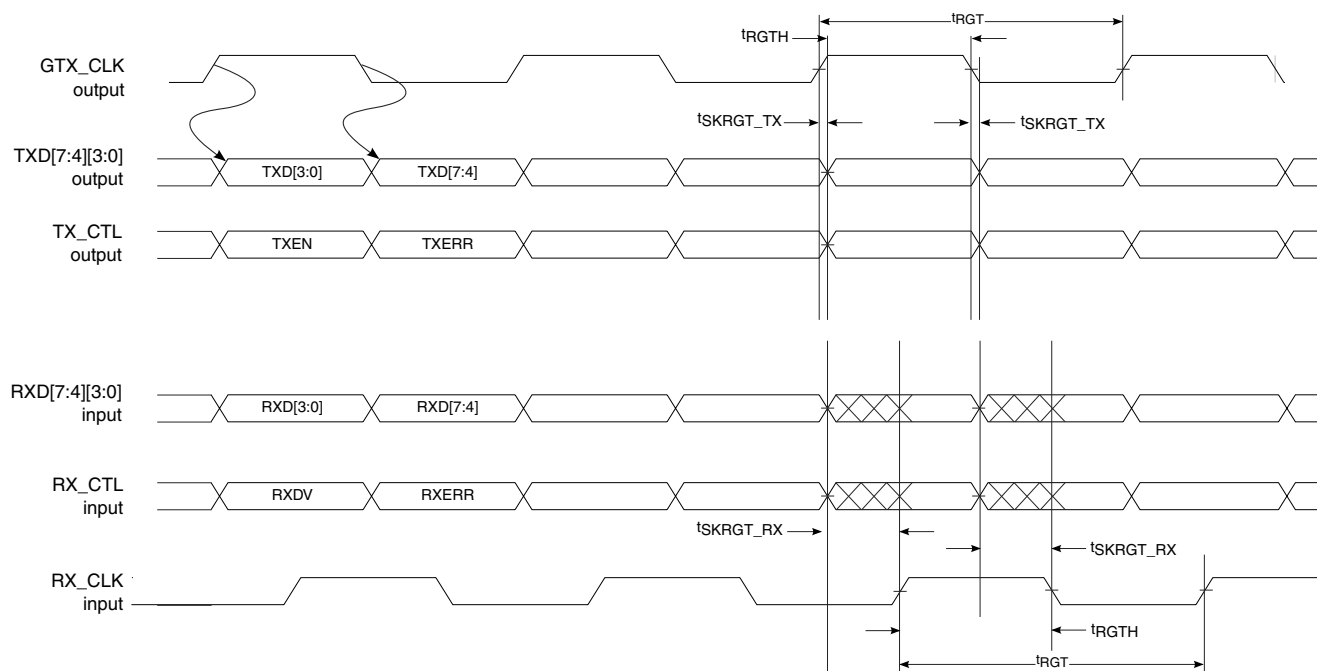 tRGT
tRGTH
GTX_CLK
output
tSKRGT_TX
tSKRGT_TX
TXD[7:4][3:0]
output
TXD[3:0]
TXD[7:4]
TX_CTL
output
TXEN
TXERR
RXD[7:4][3:0]
input
RXD[3:0]
RXD[7:4]
RX_CTL
input
RXDV
RXERR
tSKRGT_RX
tSKRGT_RX
RX_CLK
input
tRGTH
tRGT